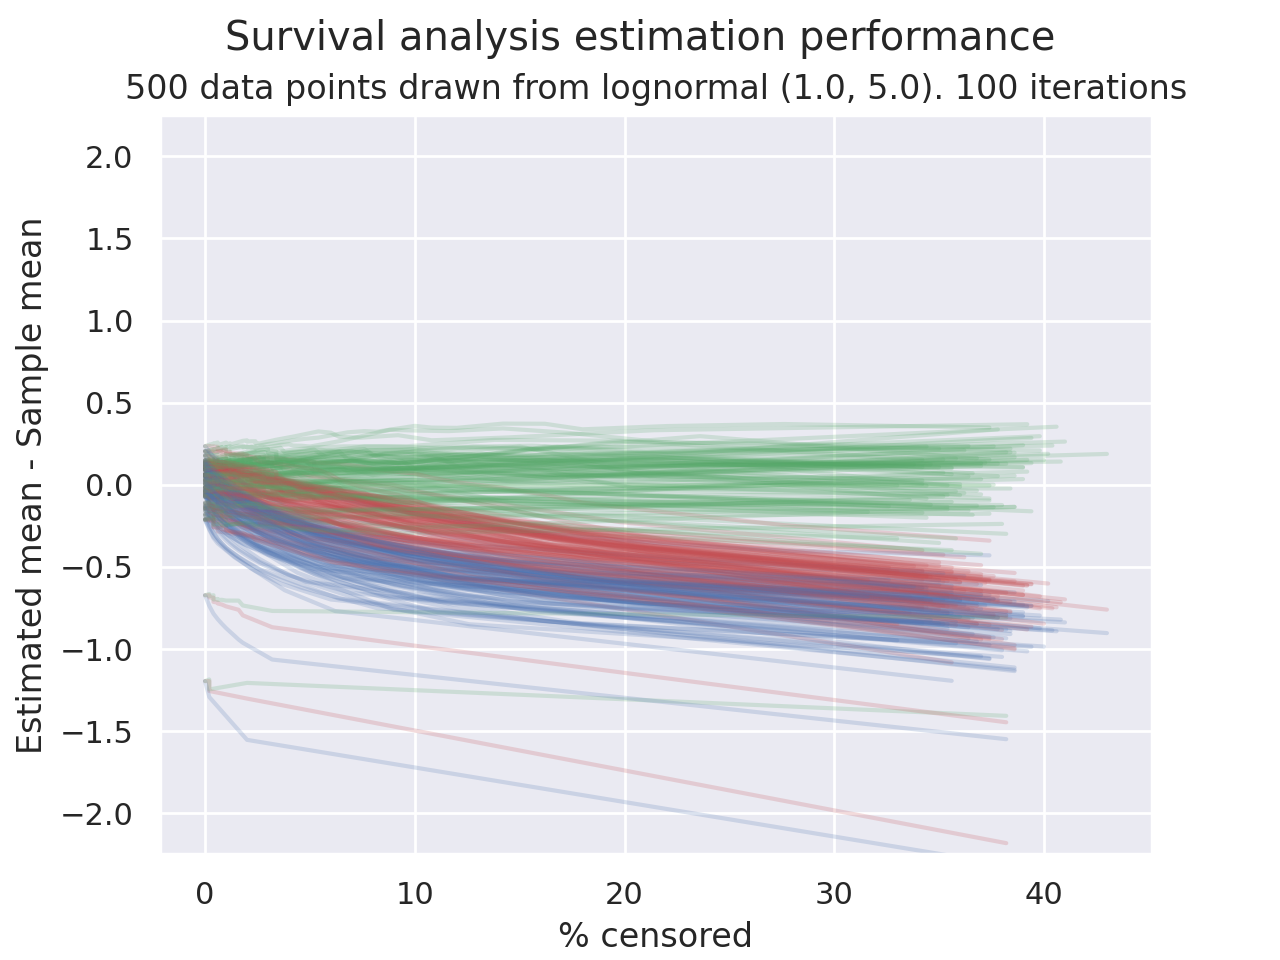 Survival analysis estimation performance
500 data points drawn from lognormal (1.0, 5.0). 100 iterations
2.0
1.5
1.0
0.5
0.0
−0.5
−1.0
−1.5
−2.0
Estimated mean - Sample mean
0 10 20 30 40
% censored